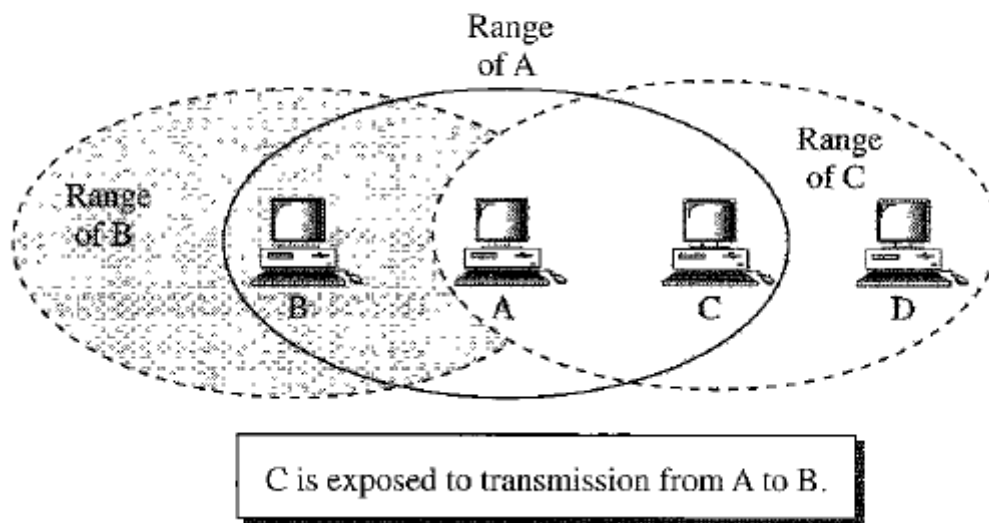 Range
of A
Range
of B
Range
of C
B
A
C
D
C is exposed to transmission from A to B.